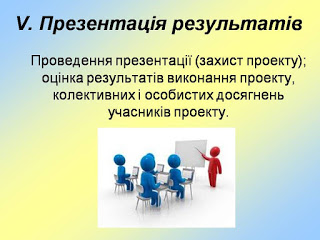 V. Презентація результатів
Проведення презентації (захист проекту);
оцінка результатів виконання проекту,
колективних і особистих досягнень
учасників проекту.